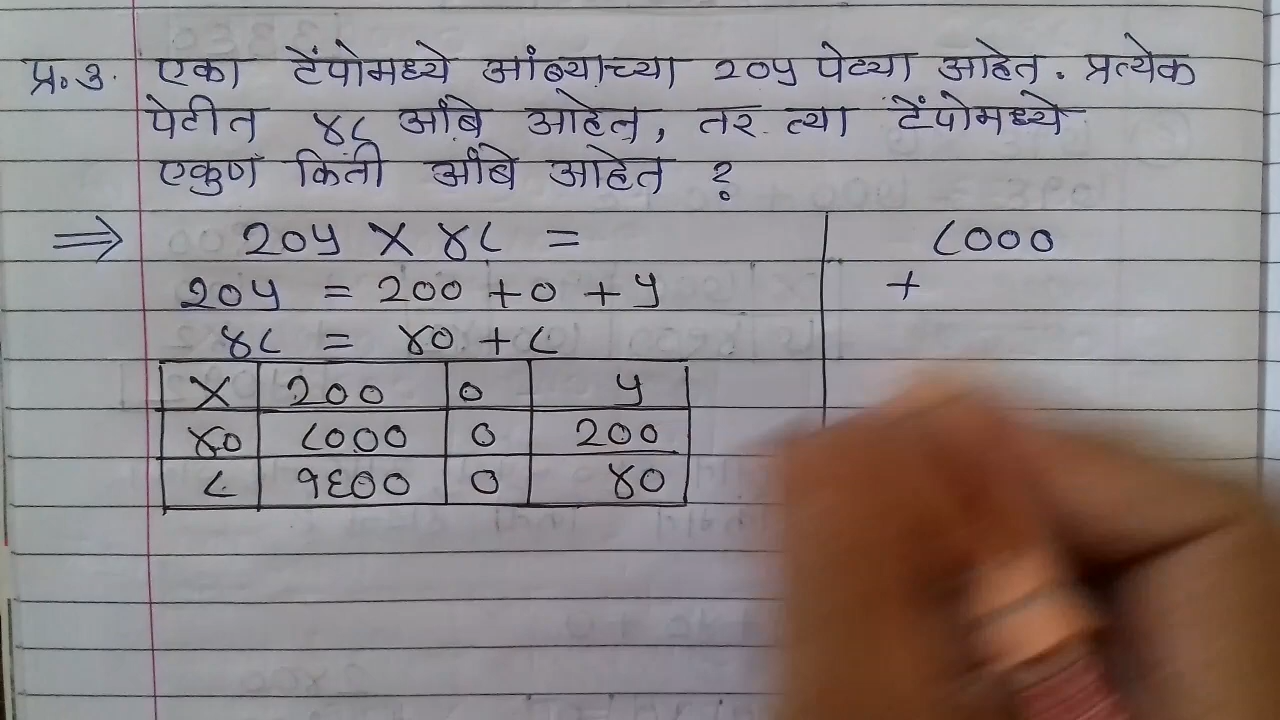 प्र.३. एका टेंपोमध्ये आंब्याच्या २०५ पेट्या आहेत. प्रत्येक
पेटीत ४८ आंबे आहेत, तर त्या टेंपोमध्ये
एकुण किती आंबे आहेत ?
⇒ २०५ × ४८ =
२०५ = २०० + ० + ५
४८ = ४० + ८
× २०० ० ५
४० ८००० ० २००
८ १६०० ० ४०
८०००
+